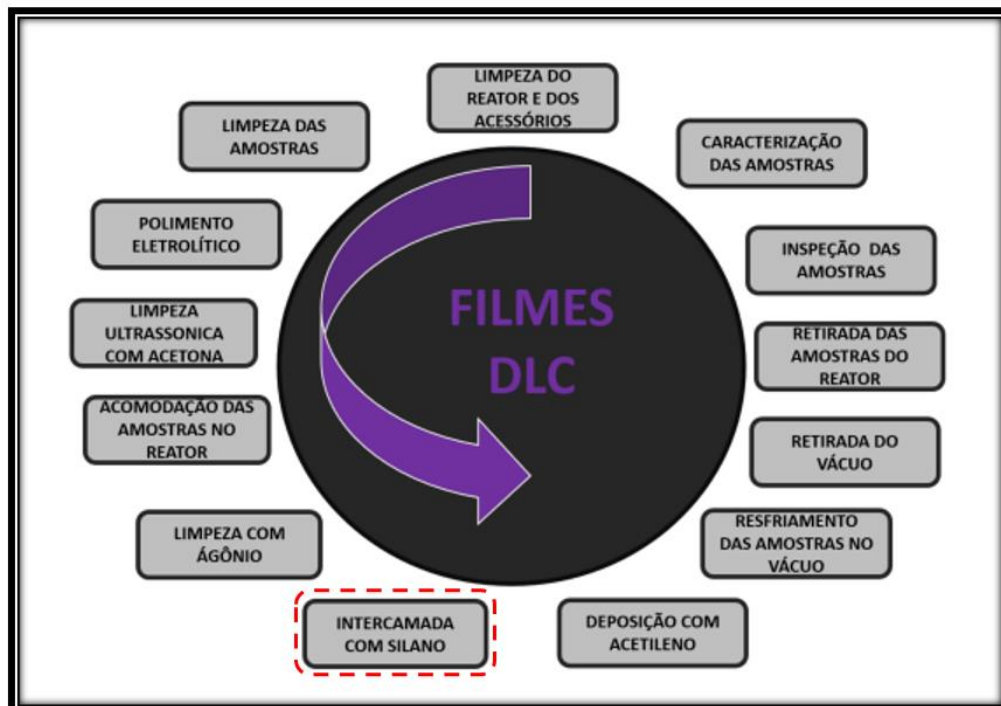 LIMPEZA DO
REATOR E DOS
ACESSÓRIOS
LIMPEZA DAS
AMOSTRAS
POLIMENTO
ELETROLÍTICO
LIMPEZA
ULTRASSONICA
COM ACETONA
ACOMODAÇÃO DAS
AMOSTRAS NO
REATOR
LIMPEZA COM
ÁGÔNIO
INTERCAMADA
COM SILANO
DEPOSIÇÃO COM
ACETILENO
RESFRIAMENTO
DAS AMOSTRAS NO
VÁCUO
RETIRADA DO
VÁCUO
RETIRADA DAS
AMOSTRAS DO
REATOR
INSPEÇÃO DAS
AMOSTRAS
CARACTERIZAÇÃO
DAS AMOSTRAS
FILMES
DLC